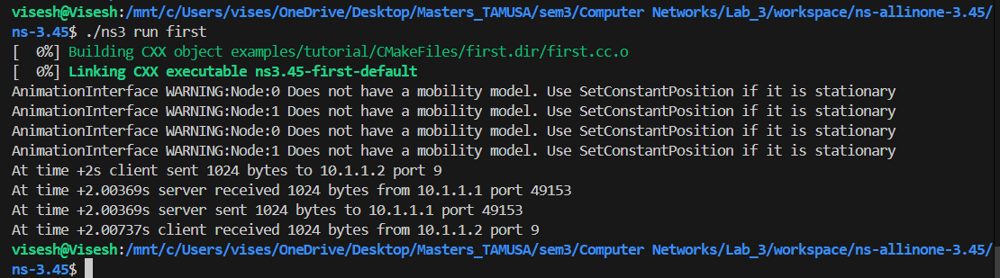 visesh@Visesh:/mnt/c/Users/vises/OneDrive/Desktop/Masters_TAMUSA/sem3/Computer Networks/Lab_3/workspace/ns-allinone-3.45/
ns-3.45$ ./ns3 run first
[  0%] Building CXX object examples/tutorial/CMakeFiles/first.dir/first.cc.o
[  0%] Linking CXX executable ns3.45-first-default
AnimationInterface WARNING:Node:0 Does not have a mobility model. Use SetConstantPosition if it is stationary
AnimationInterface WARNING:Node:1 Does not have a mobility model. Use SetConstantPosition if it is stationary
AnimationInterface WARNING:Node:0 Does not have a mobility model. Use SetConstantPosition if it is stationary
AnimationInterface WARNING:Node:1 Does not have a mobility model. Use SetConstantPosition if it is stationary
At time +2s client sent 1024 bytes to 10.1.1.2 port 9
At time +2.00369s server received 1024 bytes from 10.1.1.1 port 49153
At time +2.00369s server sent 1024 bytes to 10.1.1.1 port 49153
At time +2.00737s client received 1024 bytes from 10.1.1.2 port 9
visesh@Visesh:/mnt/c/Users/vises/OneDrive/Desktop/Masters_TAMUSA/sem3/Computer Networks/Lab_3/workspace/ns-allinone-3.45/
ns-3.45$